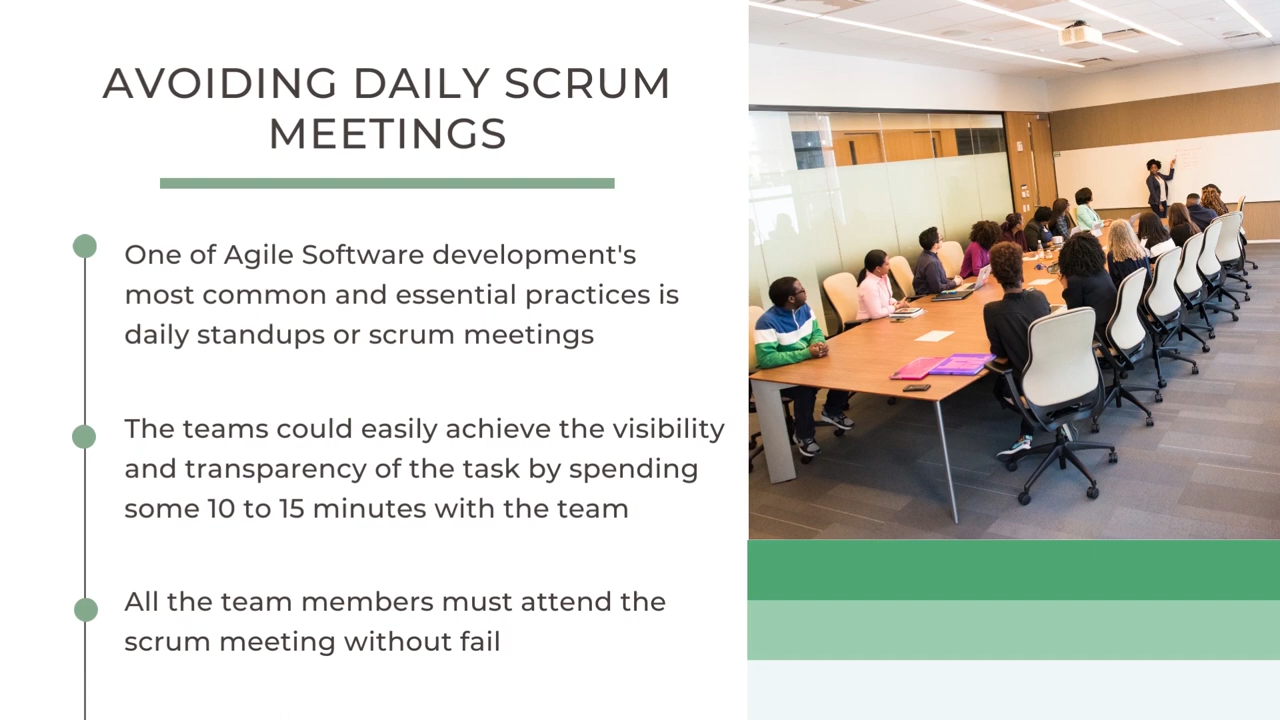 AVOIDING DAILY SCRUM
MEETINGS
One of Agile Software development's
most common and essential practices is
daily standups or scrum meetings
The teams could easily achieve the visibility
and transparency of the task by spending
some 10 to 15 minutes with the team
All the team members must attend the
scrum meeting without fail